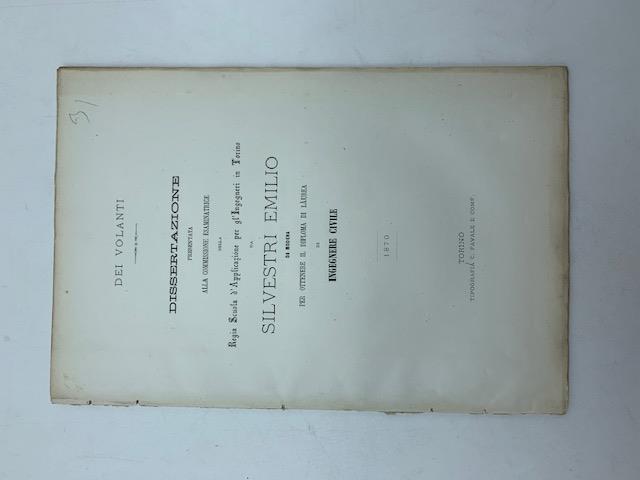 31
DEI VOLANTI
DISSERTAZIONE
PRESENTATA
ALLA COMMISSIONE ESAMINATRICE
DELLA
Regia Scuola d'Applicazione per gl'Ingegneri in Torino
DA
SILVESTRI EMILIO
DA MODENA
PER OTTENERE IL DIPLOMA DI LAUREA
DI
INGEGNERE CIVILE
1870
TORINO
TIPOGRAFIA C. FAVALE E COMP.